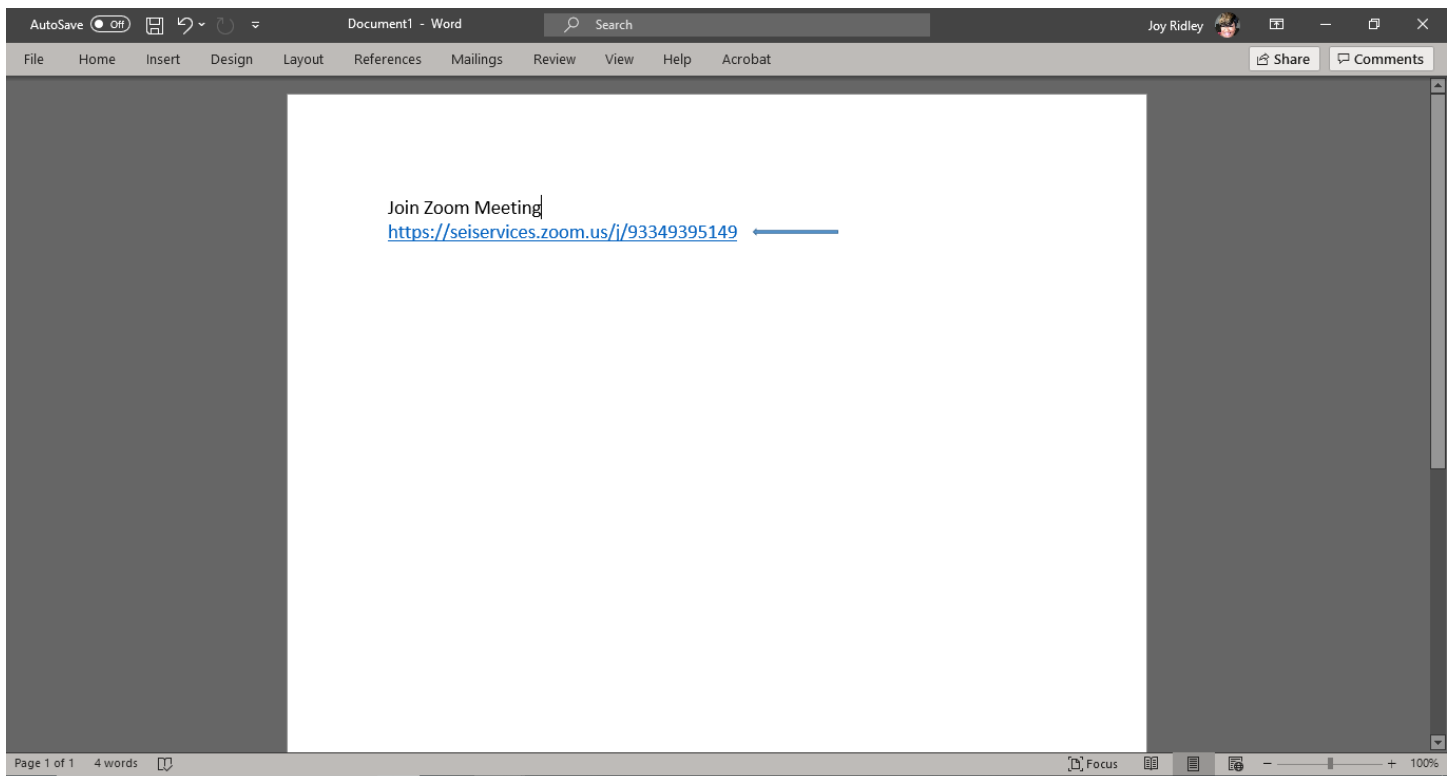 AutoSave Off Document1 - Word Search Joy Ridley
File Home Insert Design Layout References Mailings Review View Help Acrobat Share Comments
Join Zoom Meeting
https://seiservices.zoom.us/j/93349395149
Page 1 of 1 4 words Focus 100%